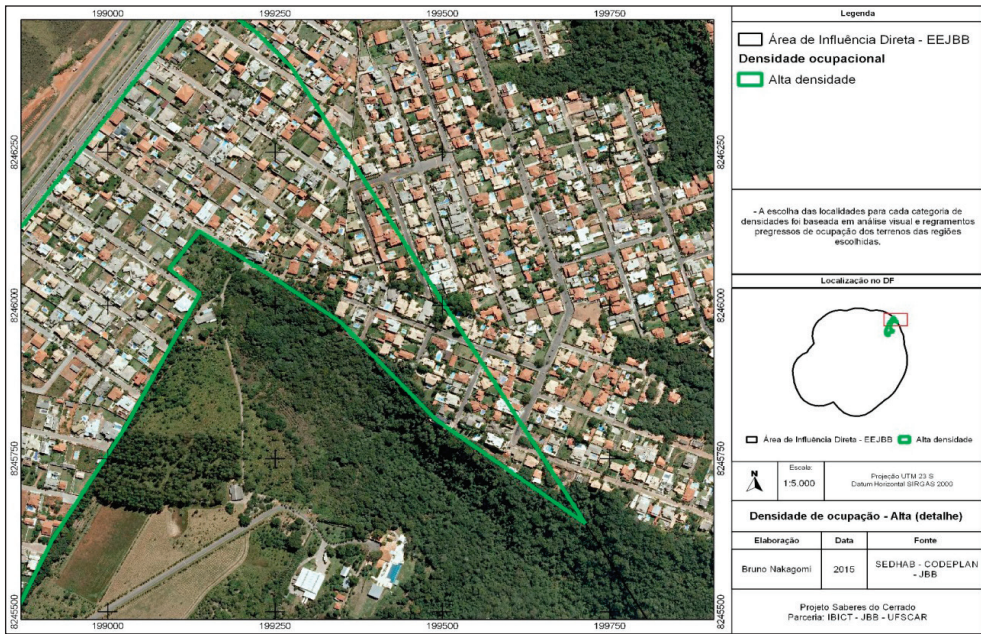 199000 199250 199500 199750
8246250 8246250
8246000 8246000
8245750 8245750
8245500 8245500
199000 199250 199500 199750
Legenda
Área de Influência Direta - EEJBB
Densidade ocupacional
Alta densidade
- A escolha das localidades para cada categoria de
densidades foi baseada em análise visual e regramentos
pregressos de ocupação dos terrenos das regiões
escolhidas.
Localização no DF
Área de Influência Direta - EEJBB Alta densidade
N
Escala:
1:5.000
Projeção UTM 23 S
Datum Horizontal SIRGAS 2000
Densidade de ocupação - Alta (detalhe)
Elaboração Data Fonte
Bruno Nakagomi 2015 SEDHAB - CODEPLAN
- JBB
Projeto Saberes do Cerrado
Parceria: IBICT - JBB - UFSCAR